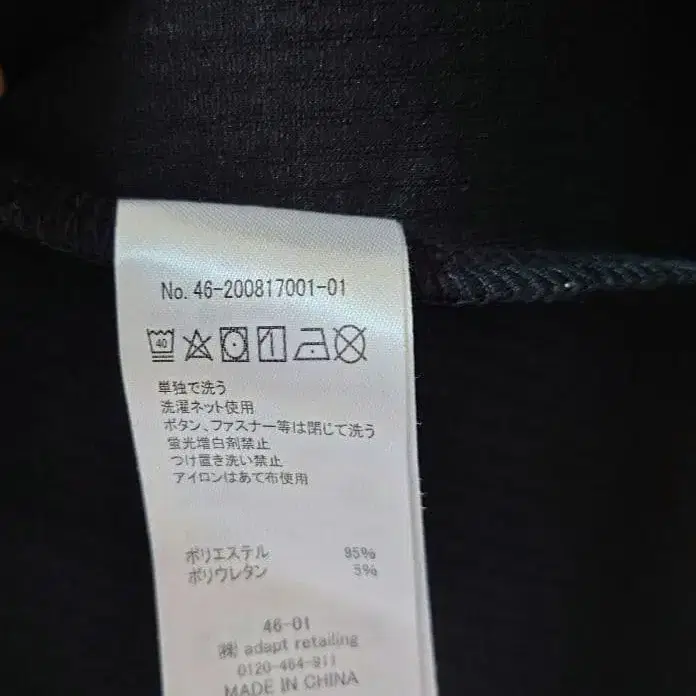 No. 46-200817001-01
40
単独で洗う
洗濯ネット使用
ボタン、ファスナー等は閉じて洗う
蛍光増白剤禁止
つけ置き洗い禁止
アイロンはあて布使用
ポリエステル 95%
ポリウレタン 5%
46-01
㈱ adapt retailing
0120-464-911
MADE IN CHINA